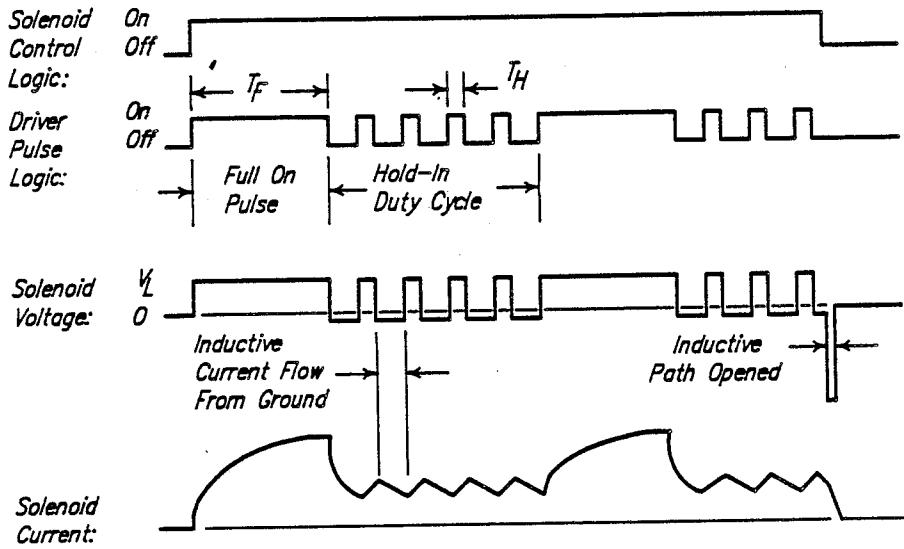 Solenoid On
Control Off
Logic:
T_F
T_H
Driver On
Pulse Off
Logic:
Full On
Pulse
Hold-In
Duty Cycle
Solenoid V_L
Voltage: 0
Inductive
Current Flow
From Ground
Inductive
Path Opened
Solenoid
Current: